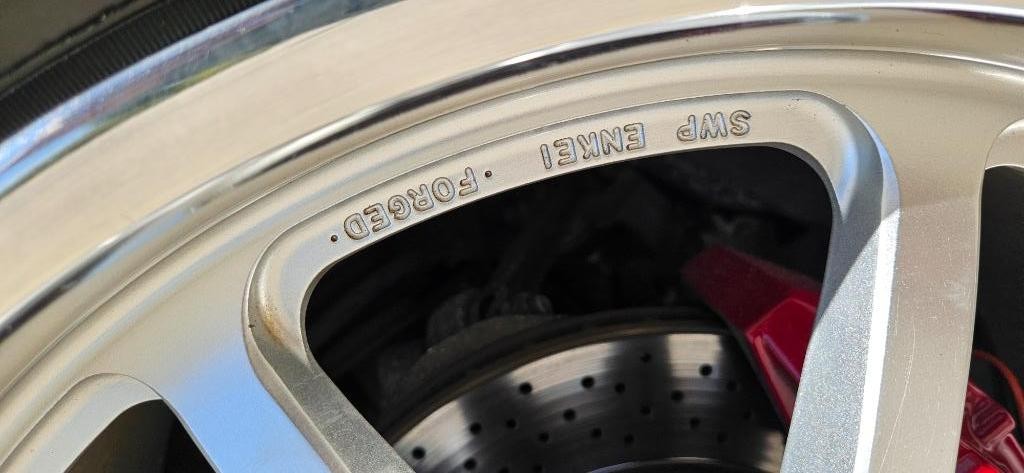 SWP ENKEI ·FORGED·